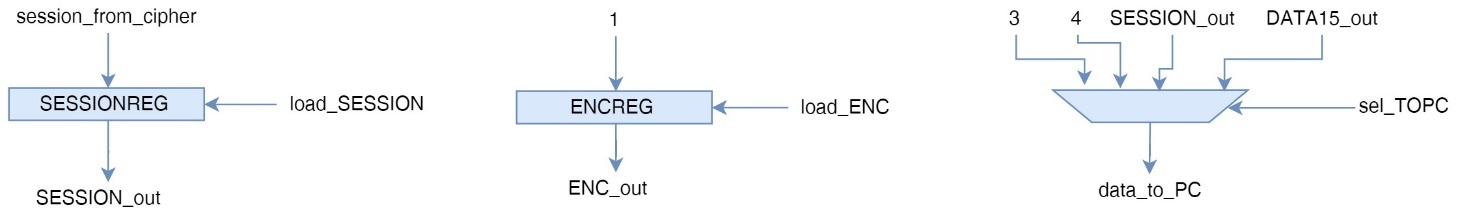 session_from_cipher
SESSIONREG
load_SESSION
SESSION_out
1
ENCREG
load_ENC
ENC_out
3 4 SESSION_out DATA15_out
sel_TOPC
data_to_PC